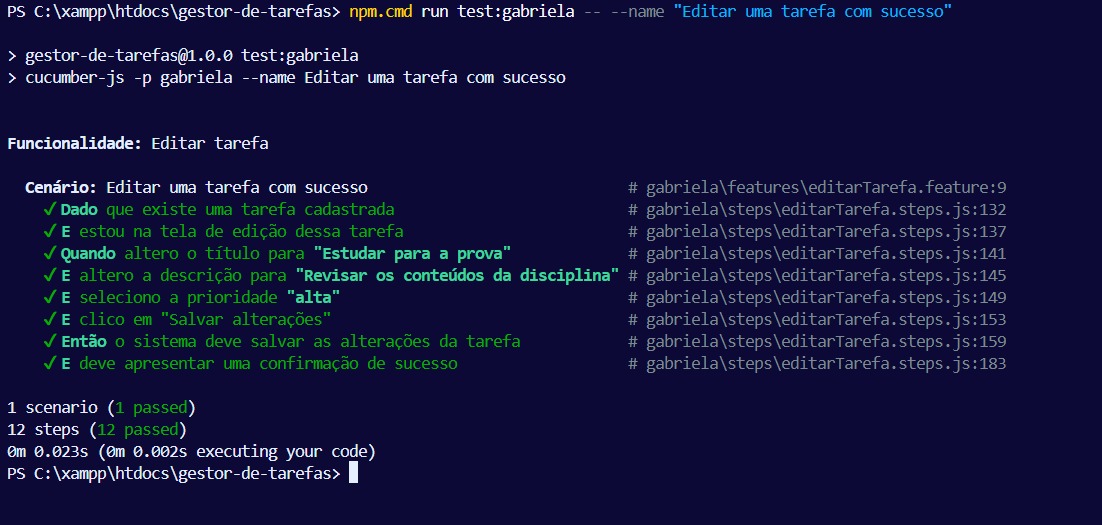 PS C:\xampp\htdocs\gestor-de-tarefas> npm.cmd run test:gabriela -- --name "Editar uma tarefa com sucesso"
> gestor-de-tarefas@1.0.0 test:gabriela
> cucumber-js -p gabriela --name Editar uma tarefa com sucesso
Funcionalidade: Editar tarefa
Cenário: Editar uma tarefa com sucesso # gabriela\features\editarTarefa.feature:9
✓ Dado que existe uma tarefa cadastrada # gabriela\steps\editarTarefa.steps.js:132
✓ E estou na tela de edição dessa tarefa # gabriela\steps\editarTarefa.steps.js:137
✓ Quando altero o título para "Estudar para a prova" # gabriela\steps\editarTarefa.steps.js:141
✓ E altero a descrição para "Revisar os conteúdos da disciplina" # gabriela\steps\editarTarefa.steps.js:145
✓ E seleciono a prioridade "alta" # gabriela\steps\editarTarefa.steps.js:149
✓ E clico em "Salvar alterações" # gabriela\steps\editarTarefa.steps.js:153
✓ Então o sistema deve salvar as alterações da tarefa # gabriela\steps\editarTarefa.steps.js:159
✓ E deve apresentar uma confirmação de sucesso # gabriela\steps\editarTarefa.steps.js:183
1 scenario (1 passed)
12 steps (12 passed)
0m 0.023s (0m 0.002s executing your code)
PS C:\xampp\htdocs\gestor-de-tarefas>